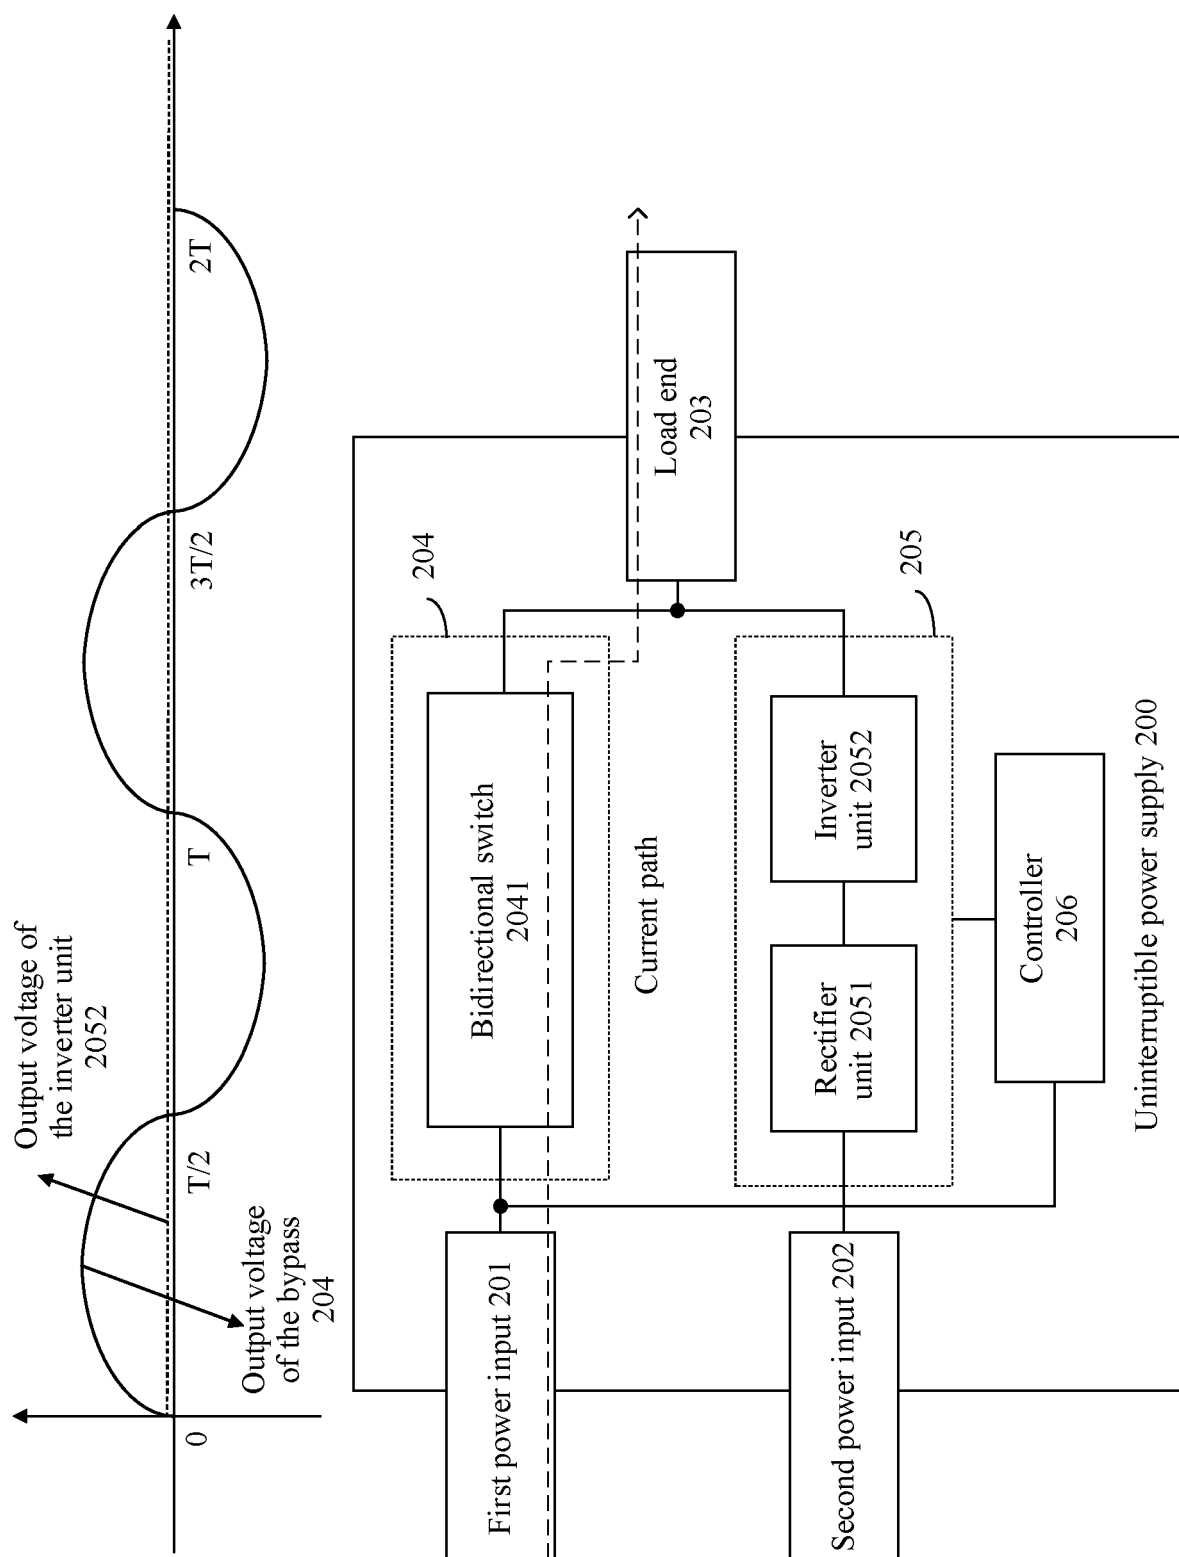 Output voltage of
the inverter unit
2052
0
T/2
T
3T/2
2T
Output voltage
of the bypass
204
First power input 201
Bidirectional switch
2041
204
Load end
203
Current path
Second power input 202
Rectifier
unit 2051
Inverter
unit 2052
205
Controller
206
Uninterruptible power supply 200